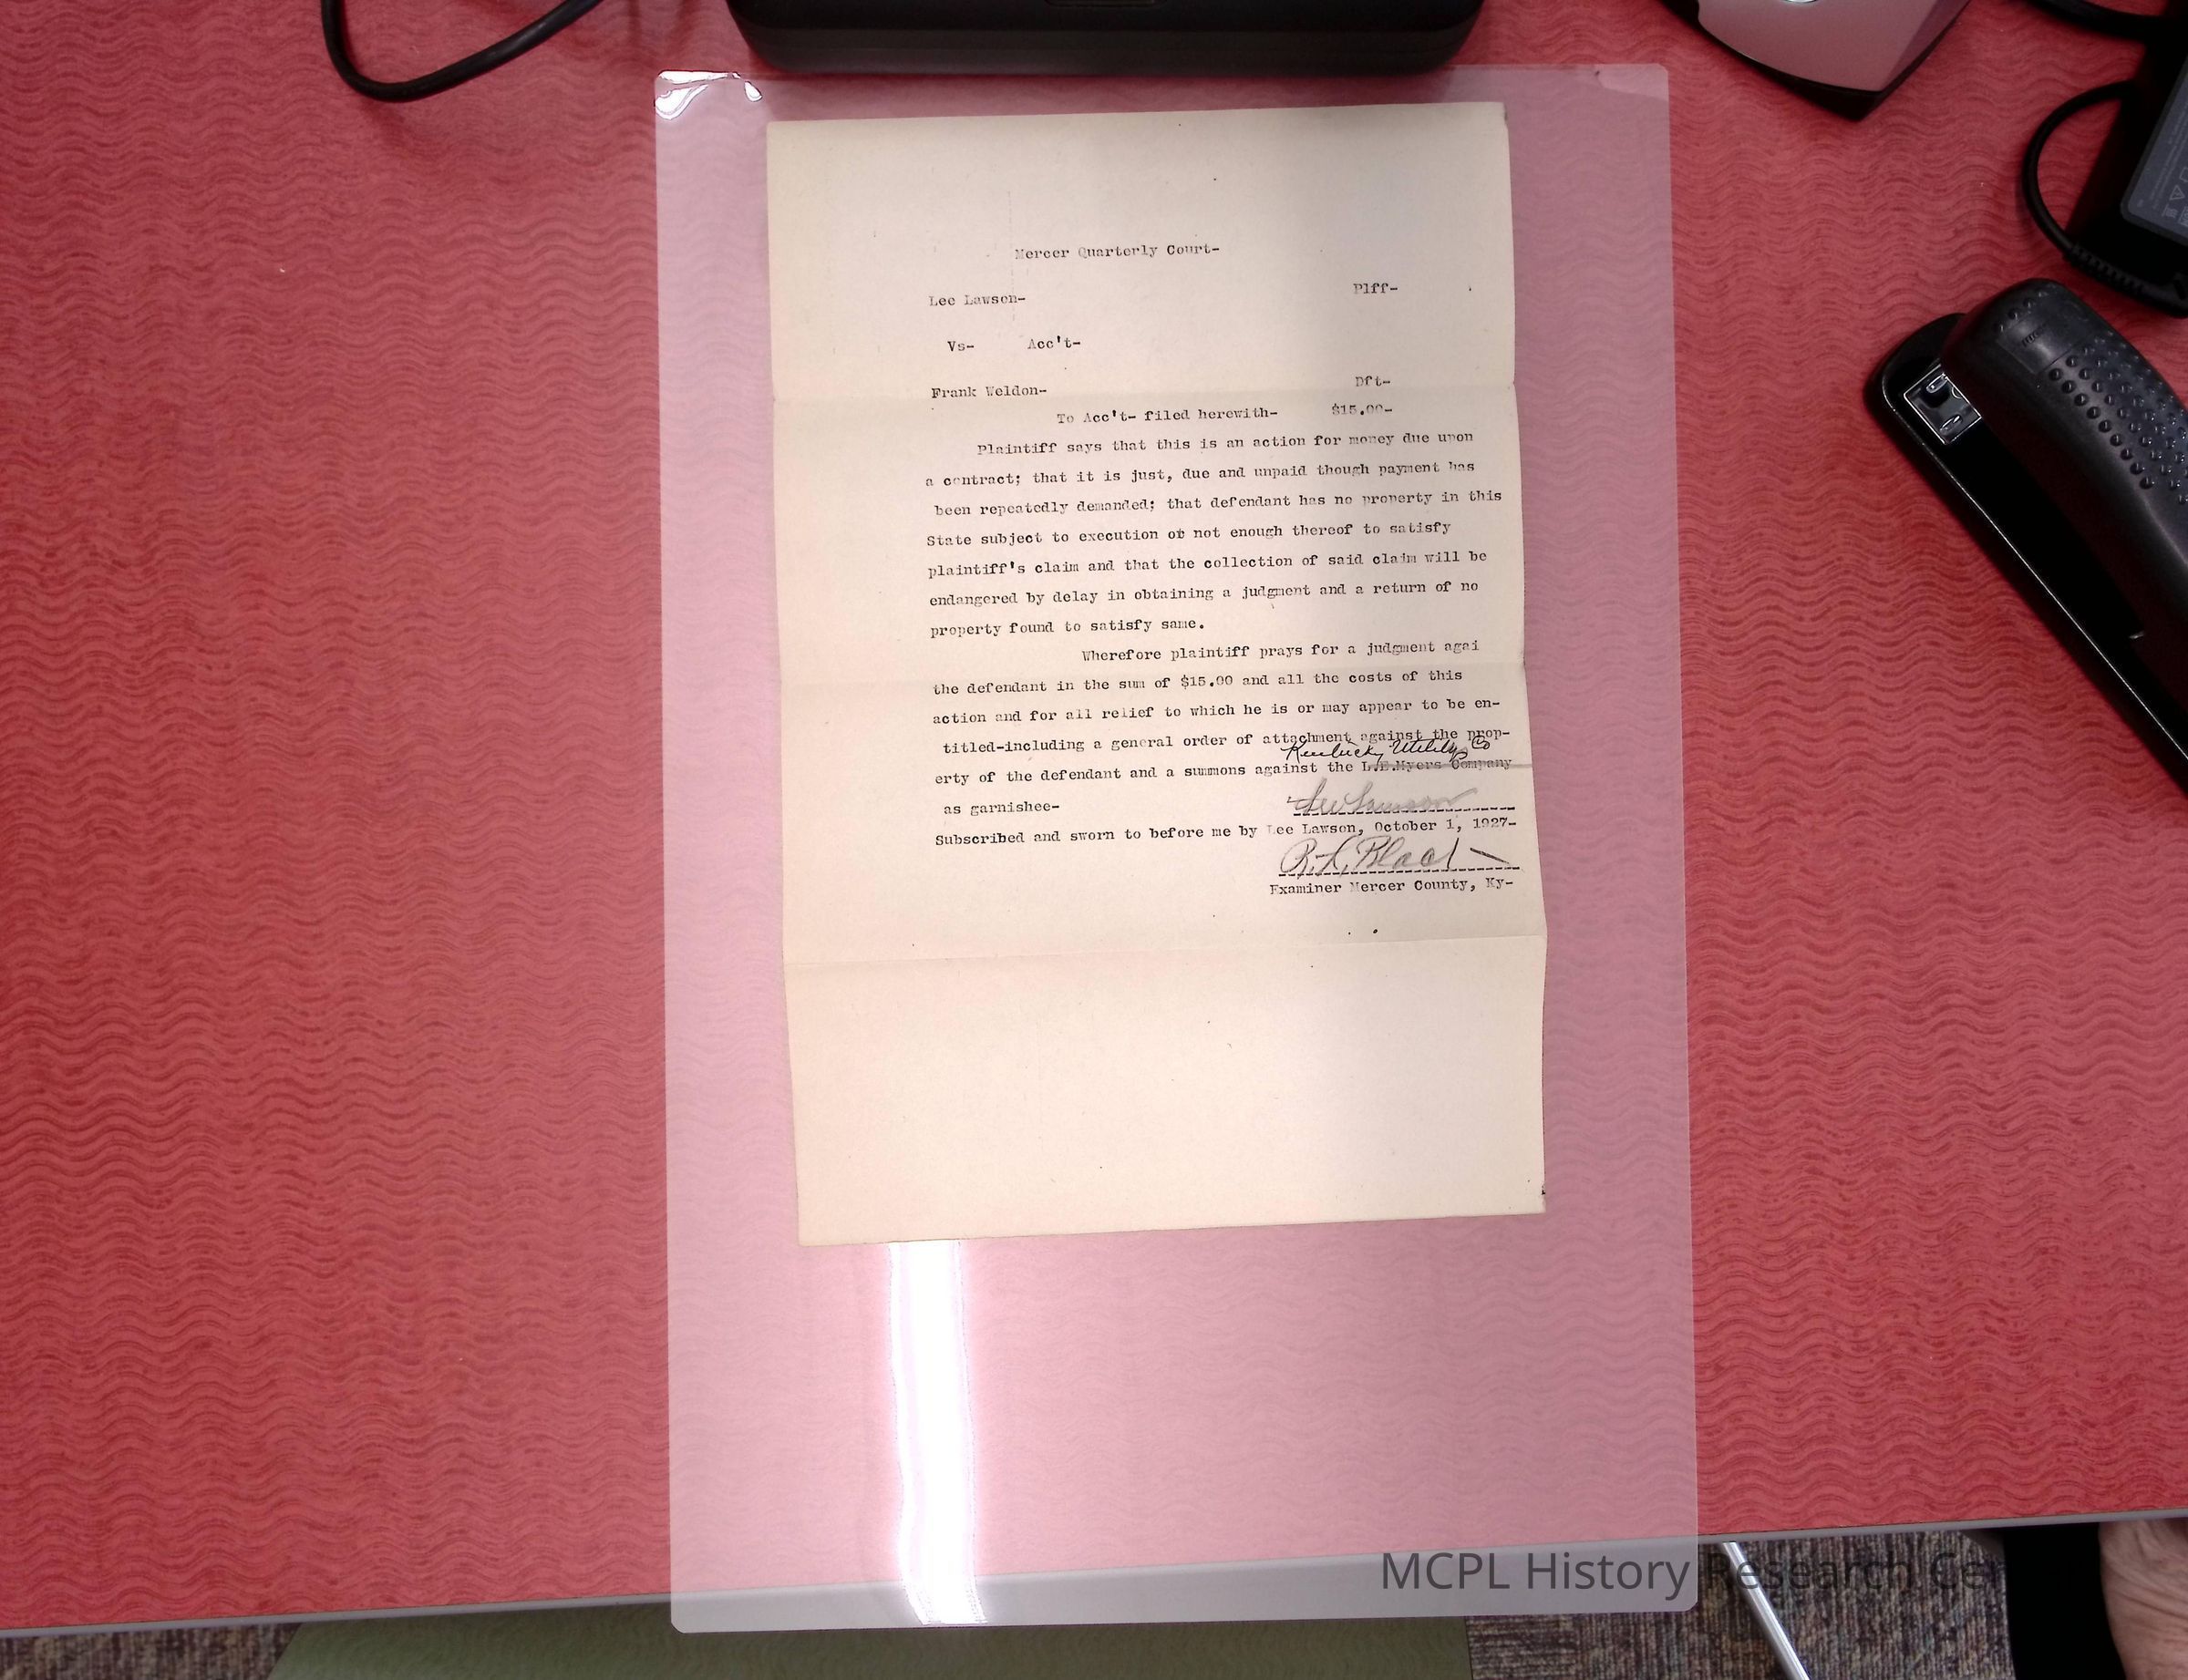 Mercer Quarterly Court-
Lee Lawson- Plff-
Vs- Acc't-
Frank Weldon- Dft-
To Acc't- filed herewith- $15.00-
Plaintiff says that this is an action for money due upon
a contract; that it is just, due and unpaid though payment has
been repeatedly demanded; that defendant has no property in this
State subject to execution or not enough thereof to satisfy
plaintiff's claim and that the collection of said claim will be
endangered by delay in obtaining a judgment and a return of no
property found to satisfy same.
Wherefore plaintiff prays for a judgment agai
the defendant in the sum of $15.00 and all the costs of this
action and for all relief to which he is or may appear to be en-
titled-including a general order of attachment against the prop-
Kentucky Utilitys Co
erty of the defendant and a summons against the L.E.Myers Company
as garnishee- Lee Lawson
Subscribed and sworn to before me by Lee Lawson, October 1, 1927-
R. L. Black
Examiner Mercer County, Ky-
MCPL History Research Cen